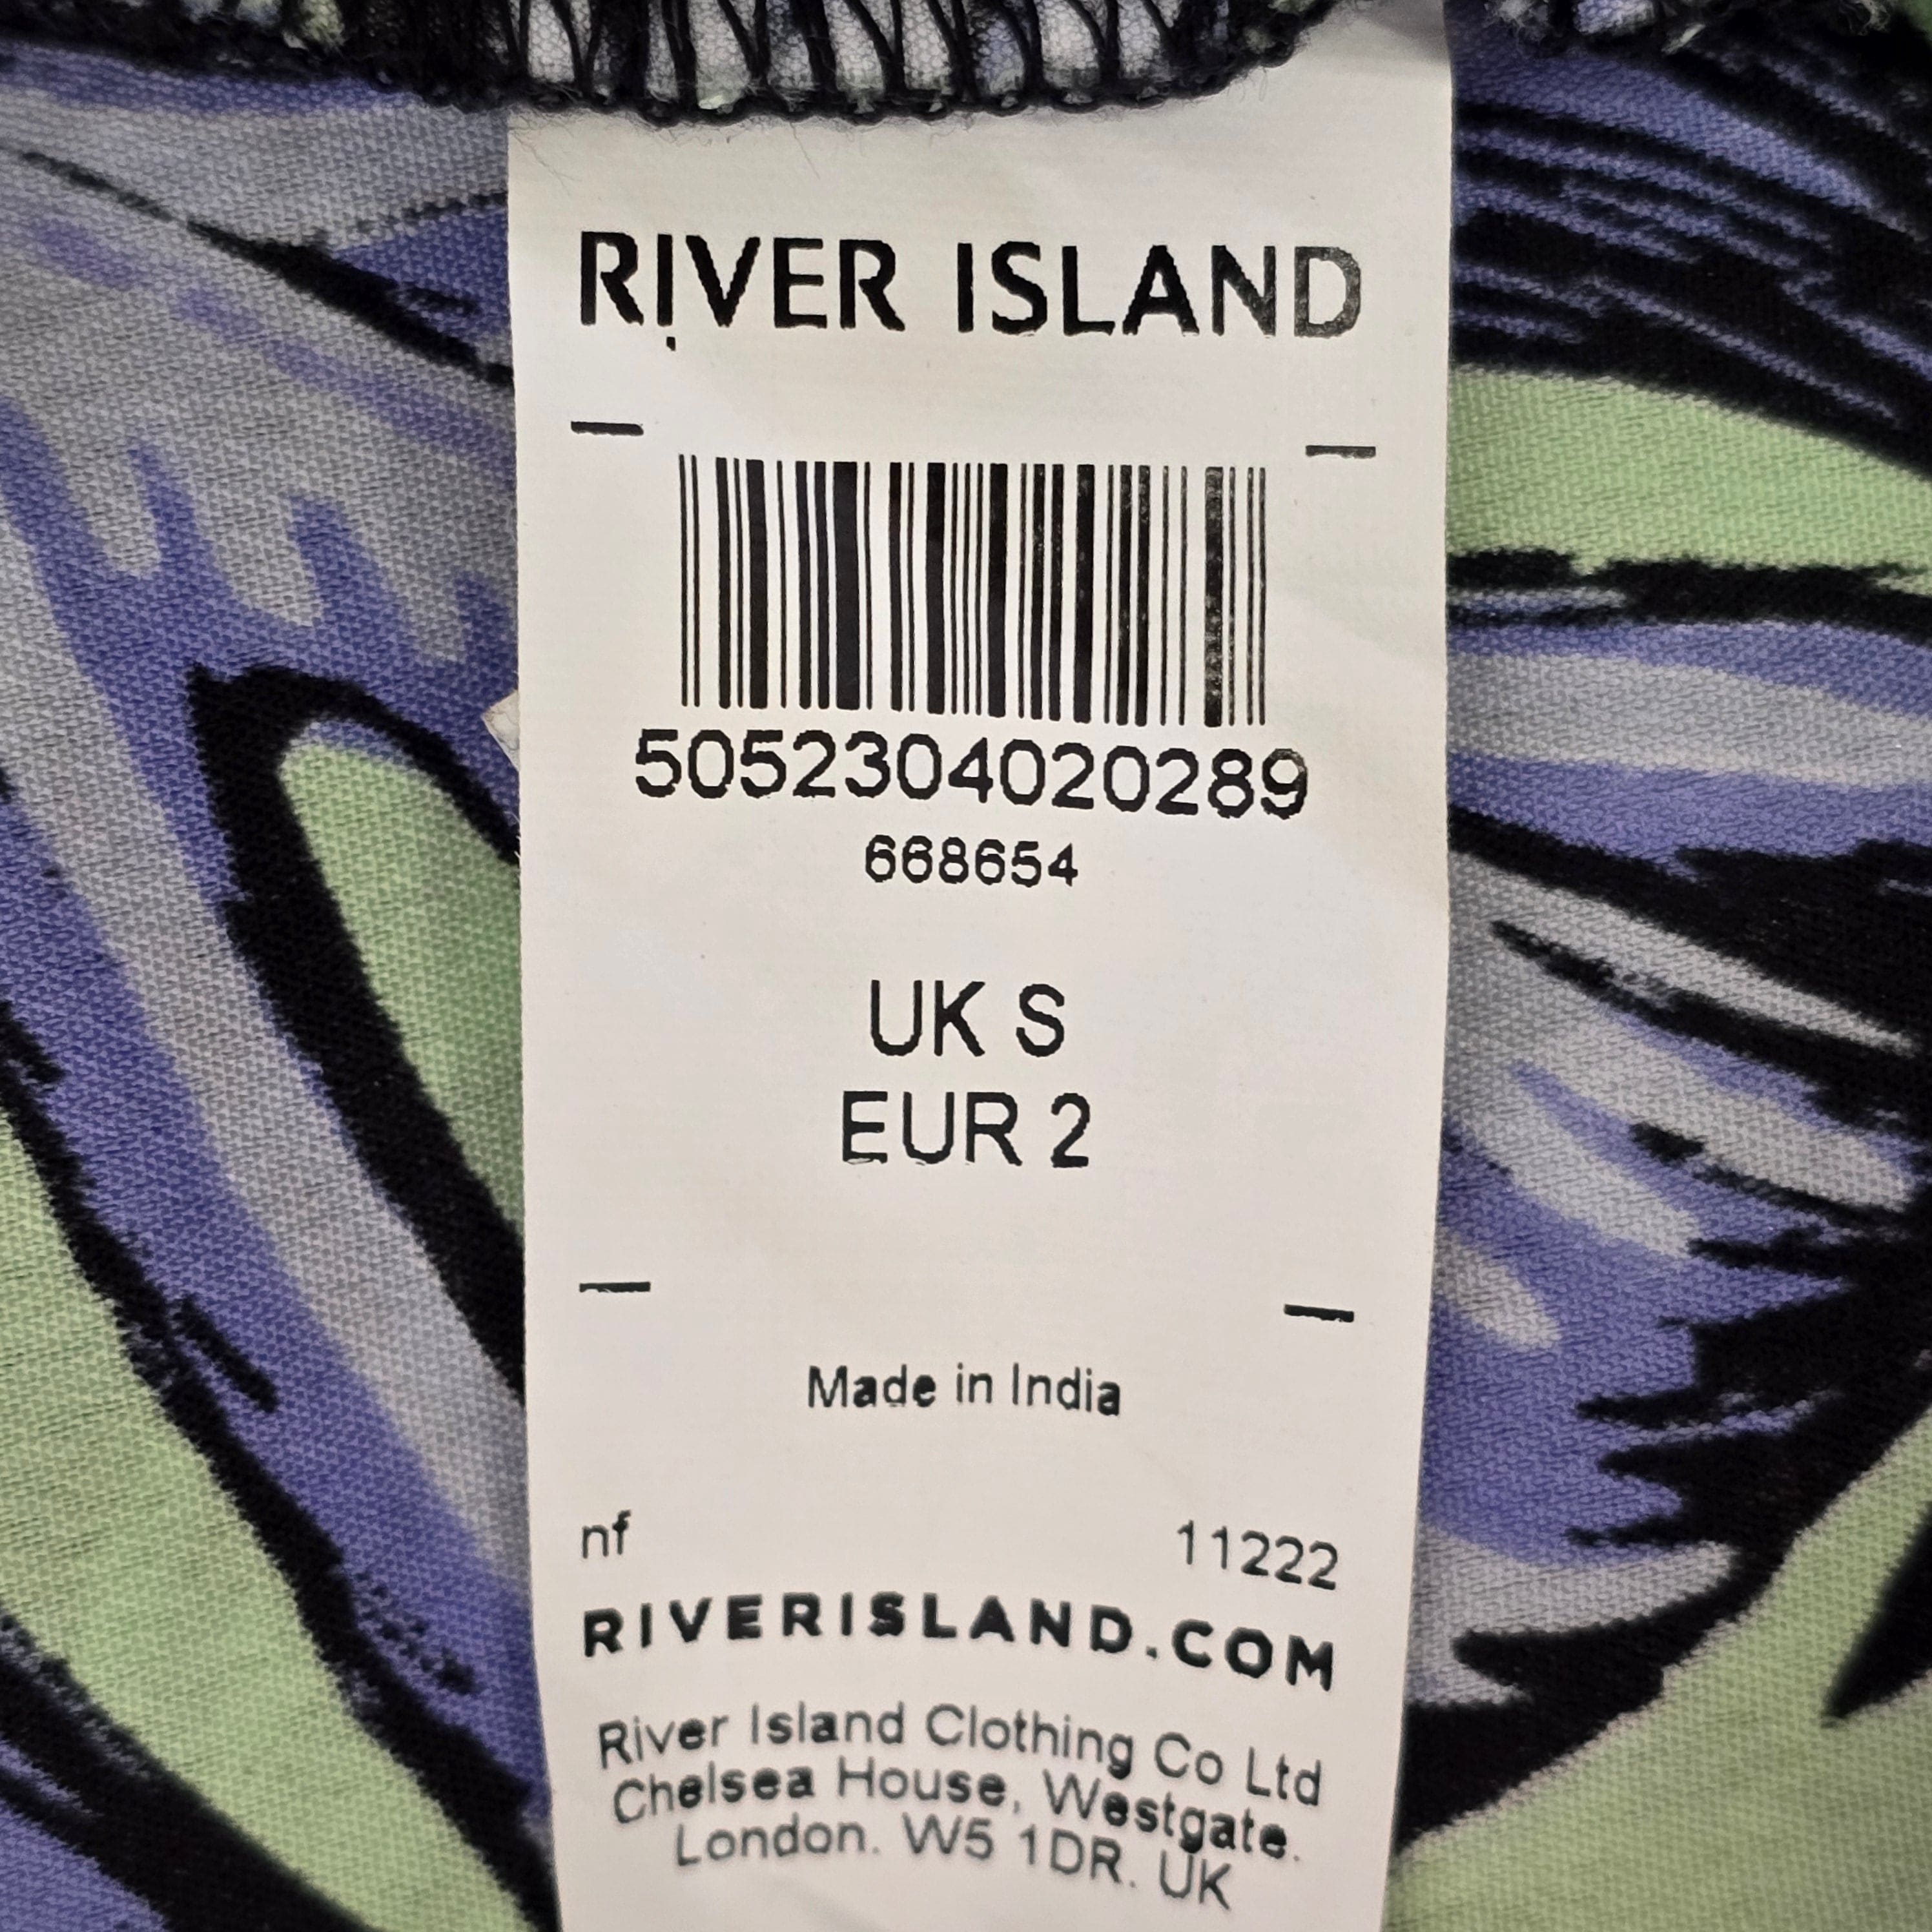 RIVER ISLAND
5052304020289
668654
UK S
EUR 2
Made in India
nf 11222
RIVERISLAND.COM
River Island Clothing Co Ltd
Chelsea House, Westgate.
London. W5 1DR. UK